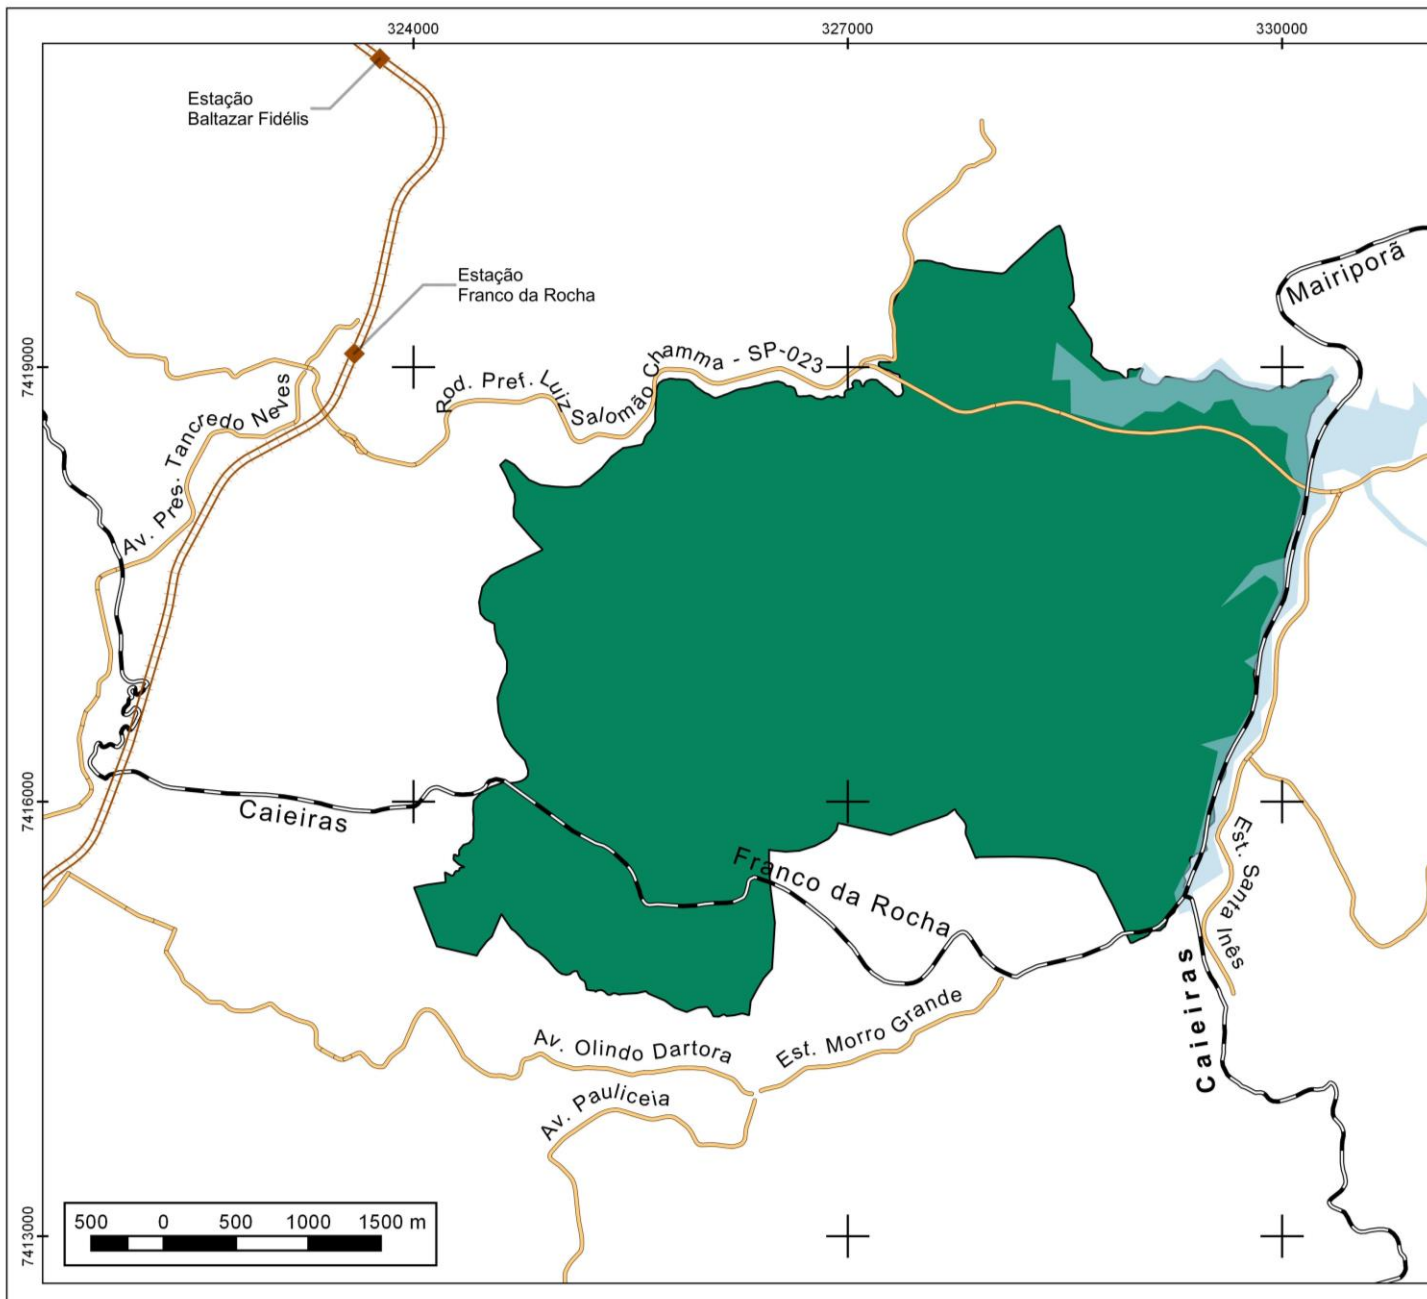 324000
327000
330000
Estação
Baltazar Fidélis
Estação
Franco da Rocha
Mairiporã
7419000
Rod. Pref. Luiz Salomão Chamma - SP-023
Av. Pres. Tancredo Neves
7416000
Caieiras
Franco da Rocha
Est. Santa Inês
Caieiras
Est. Morro Grande
Av. Olindo Dartora
Av. Pauliceia
7413000
500 0 500 1000 1500 m